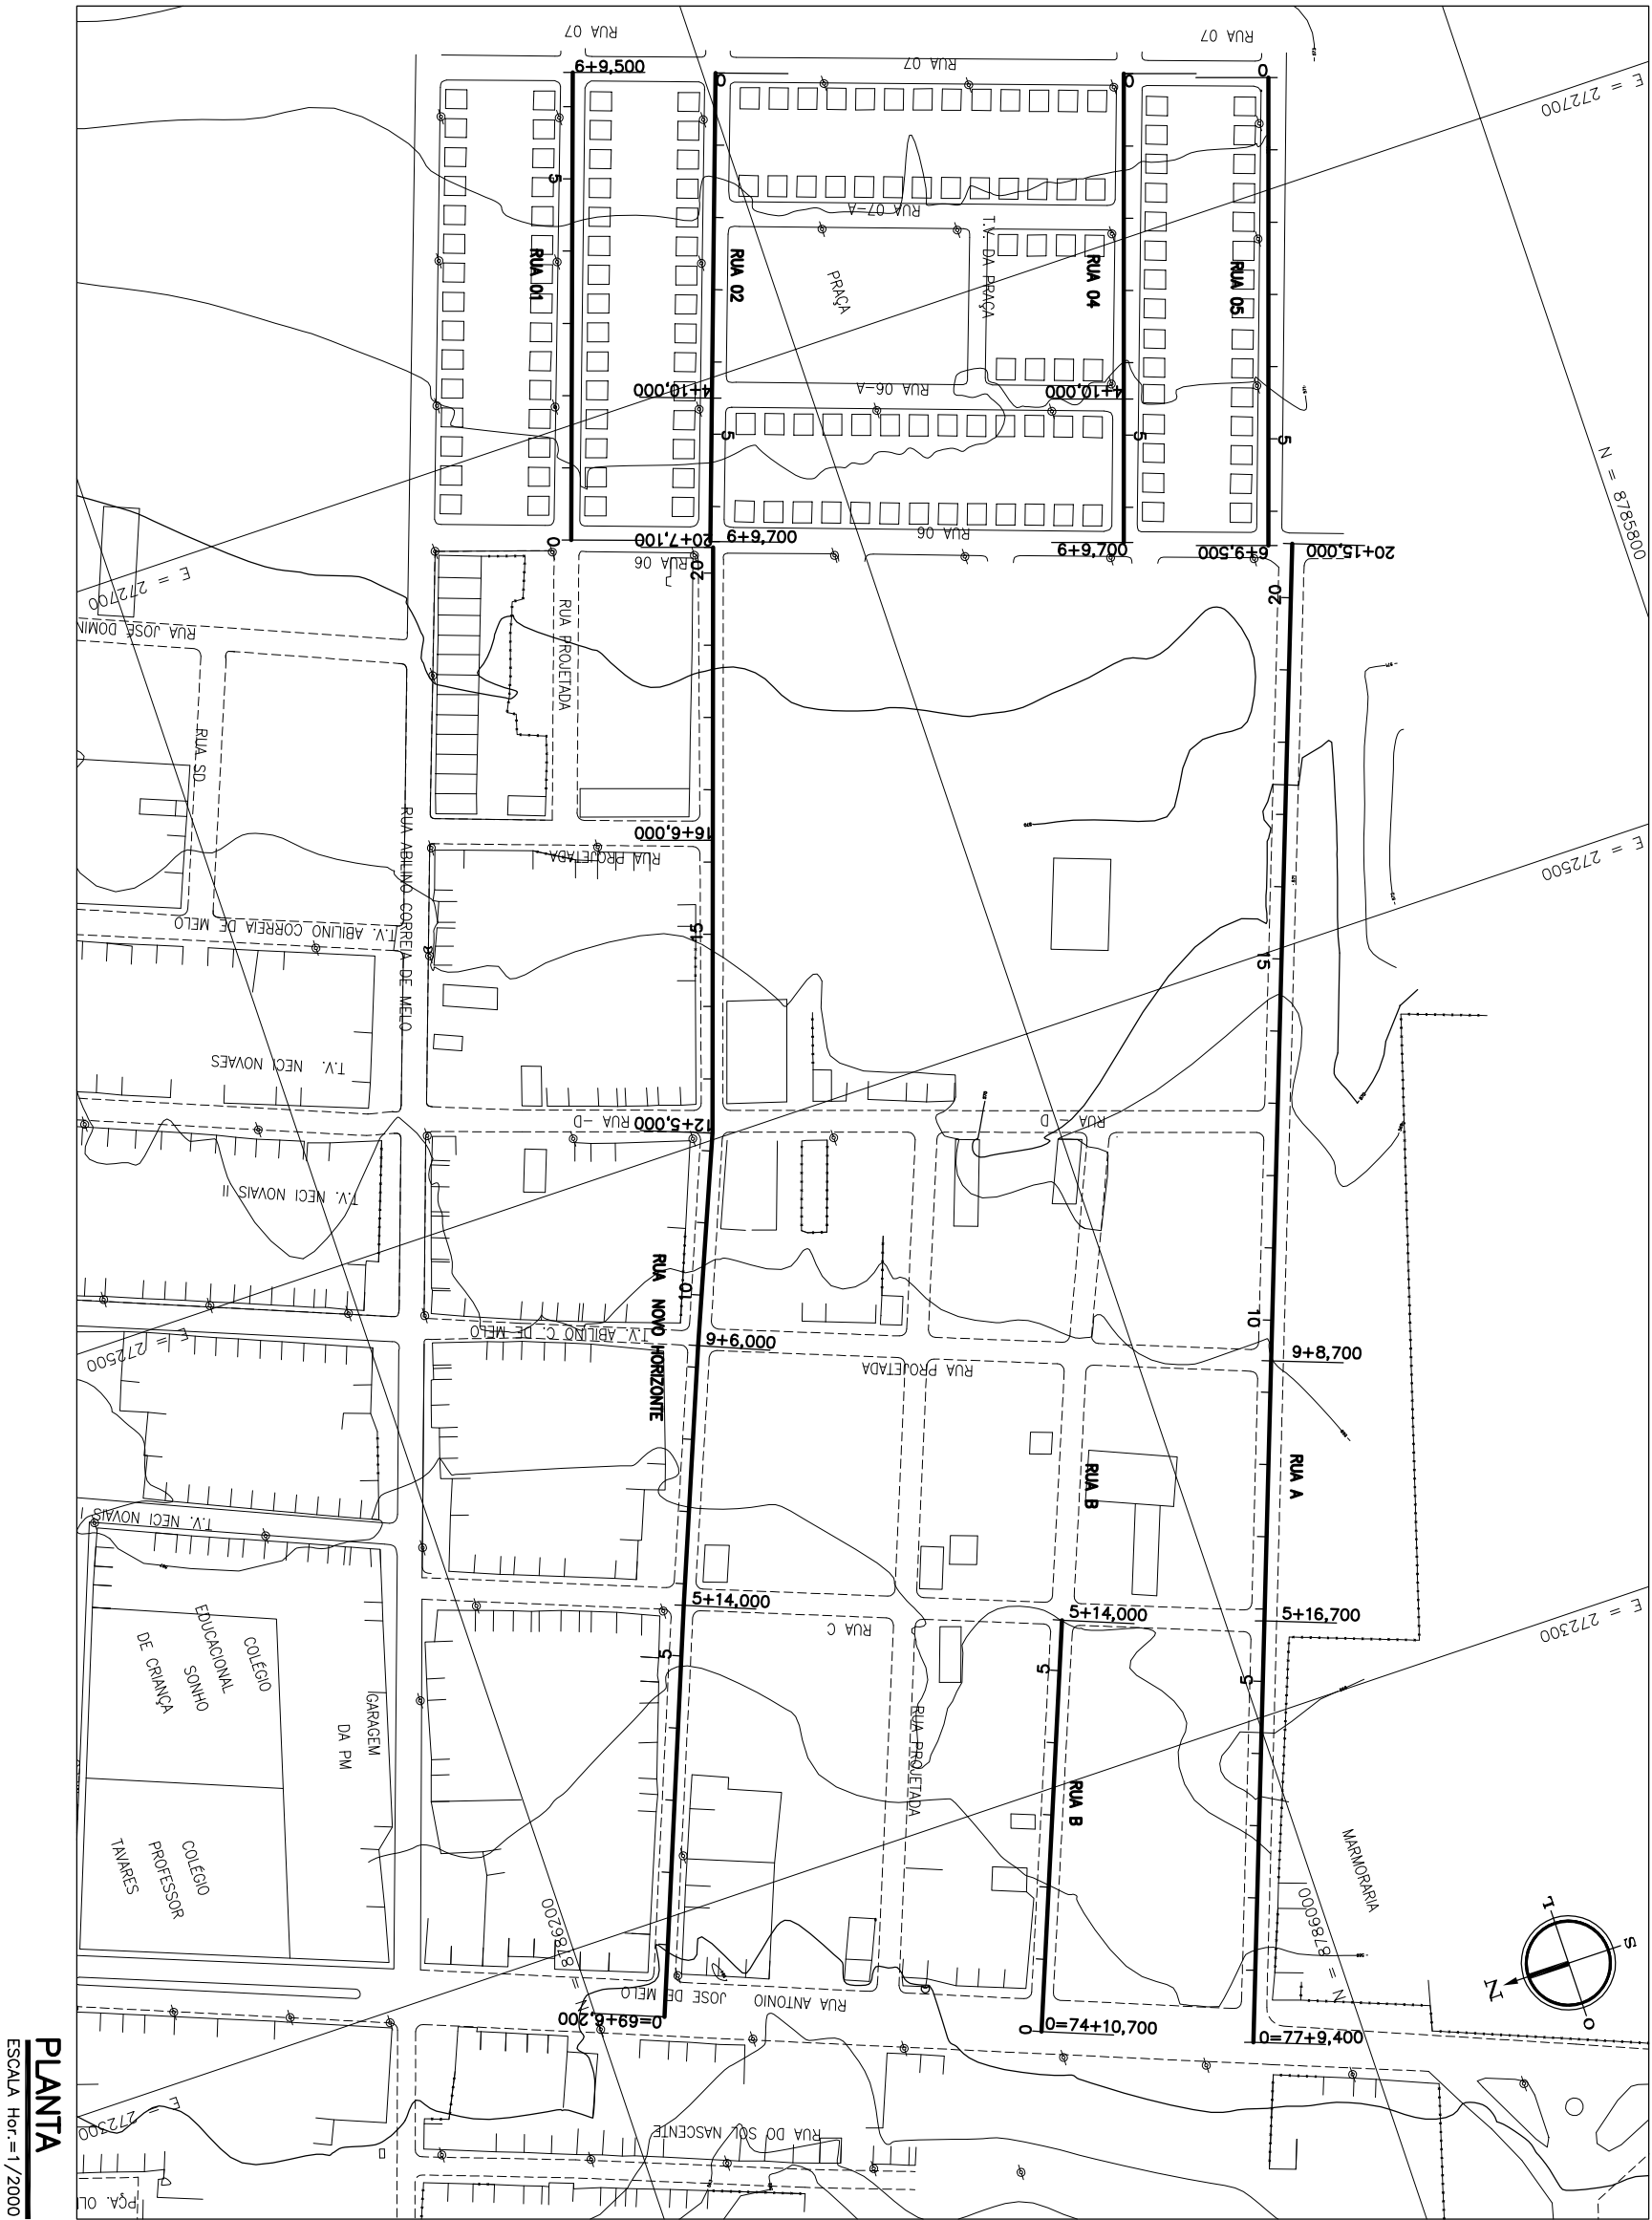 RUA 07
RUA 07
RUA 07
6+9,500
0
0
0
E = 272700
5
RUA 07-A
RUA 01
RUA 02
PRAÇA
T.V. DA PRAÇA
RUA 04
RUA 05
4+10,000
RUA 06-A
4+10,000
5
5
5
N = 8785800
0
20+7,100
6+9,700
RUA 06
6+9,700
6+9,500
20+15,000
RUA 06
20
20
E = 272700
RUA JOSÉ DOMIN
RUA PROJETADA
RUA SD
RUA ABILINO CORREIA DE MELO
16+6,000
RUA PROJETADA
E = 272500
T.V. ABILINO CORREIA DE MELO
15
15
T.V. NECI NOVAES
RUA D
12+5,000
RUA -D
T.V. NECI NOVAIS II
RUA NOVO HORIZONTE
10
10
T.V. ABILINO C. DE MELO
9+6,000
9+8,700
E = 272500
RUA PROJETADA
RUA B
RUA A
T.V. NECI NOVAIS I
5+14,000
5+14,000
5+16,700
E = 272300
RUA C
COLÉGIO
EDUCACIONAL
SONHO
DE CRIANÇA
5
5
5
GARAGEM
DA PM
RUA PROJETADA
RUA B
MARMORARIA
COLÉGIO
PROFESSOR
TAVARES
N = 8786200
N = 8786000
L
S
N
O
RUA ANTONIO JOSE DE MELO
0=69+6,200
0
0=74+10,700
0=77+9,400
E = 272300
RUA DO SOL NASCENTE
PÇA. OLI
PLANTA
ESCALA Hor.=1/2000